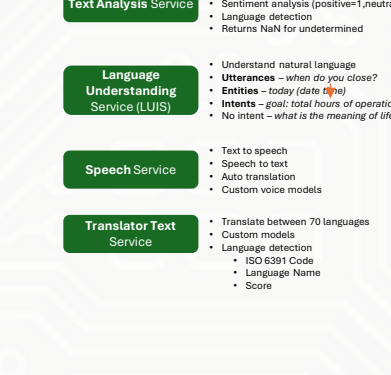 Text Analysis Service
• Sentiment analysis (positive=1,neutra
• Language detection
• Returns NaN for undetermined
Language
Understanding
Service (LUIS)
• Understand natural language
• Utterances – when do you close?
• Entities – today (date time)
• Intents – goal: total hours of operatio
• No intent – what is the meaning of life
Speech Service
• Text to speech
• Speech to text
• Auto translation
• Custom voice models
Translator Text
Service
• Translate between 70 languages
• Custom models
• Language detection
• ISO 6391 Code
• Language Name
• Score